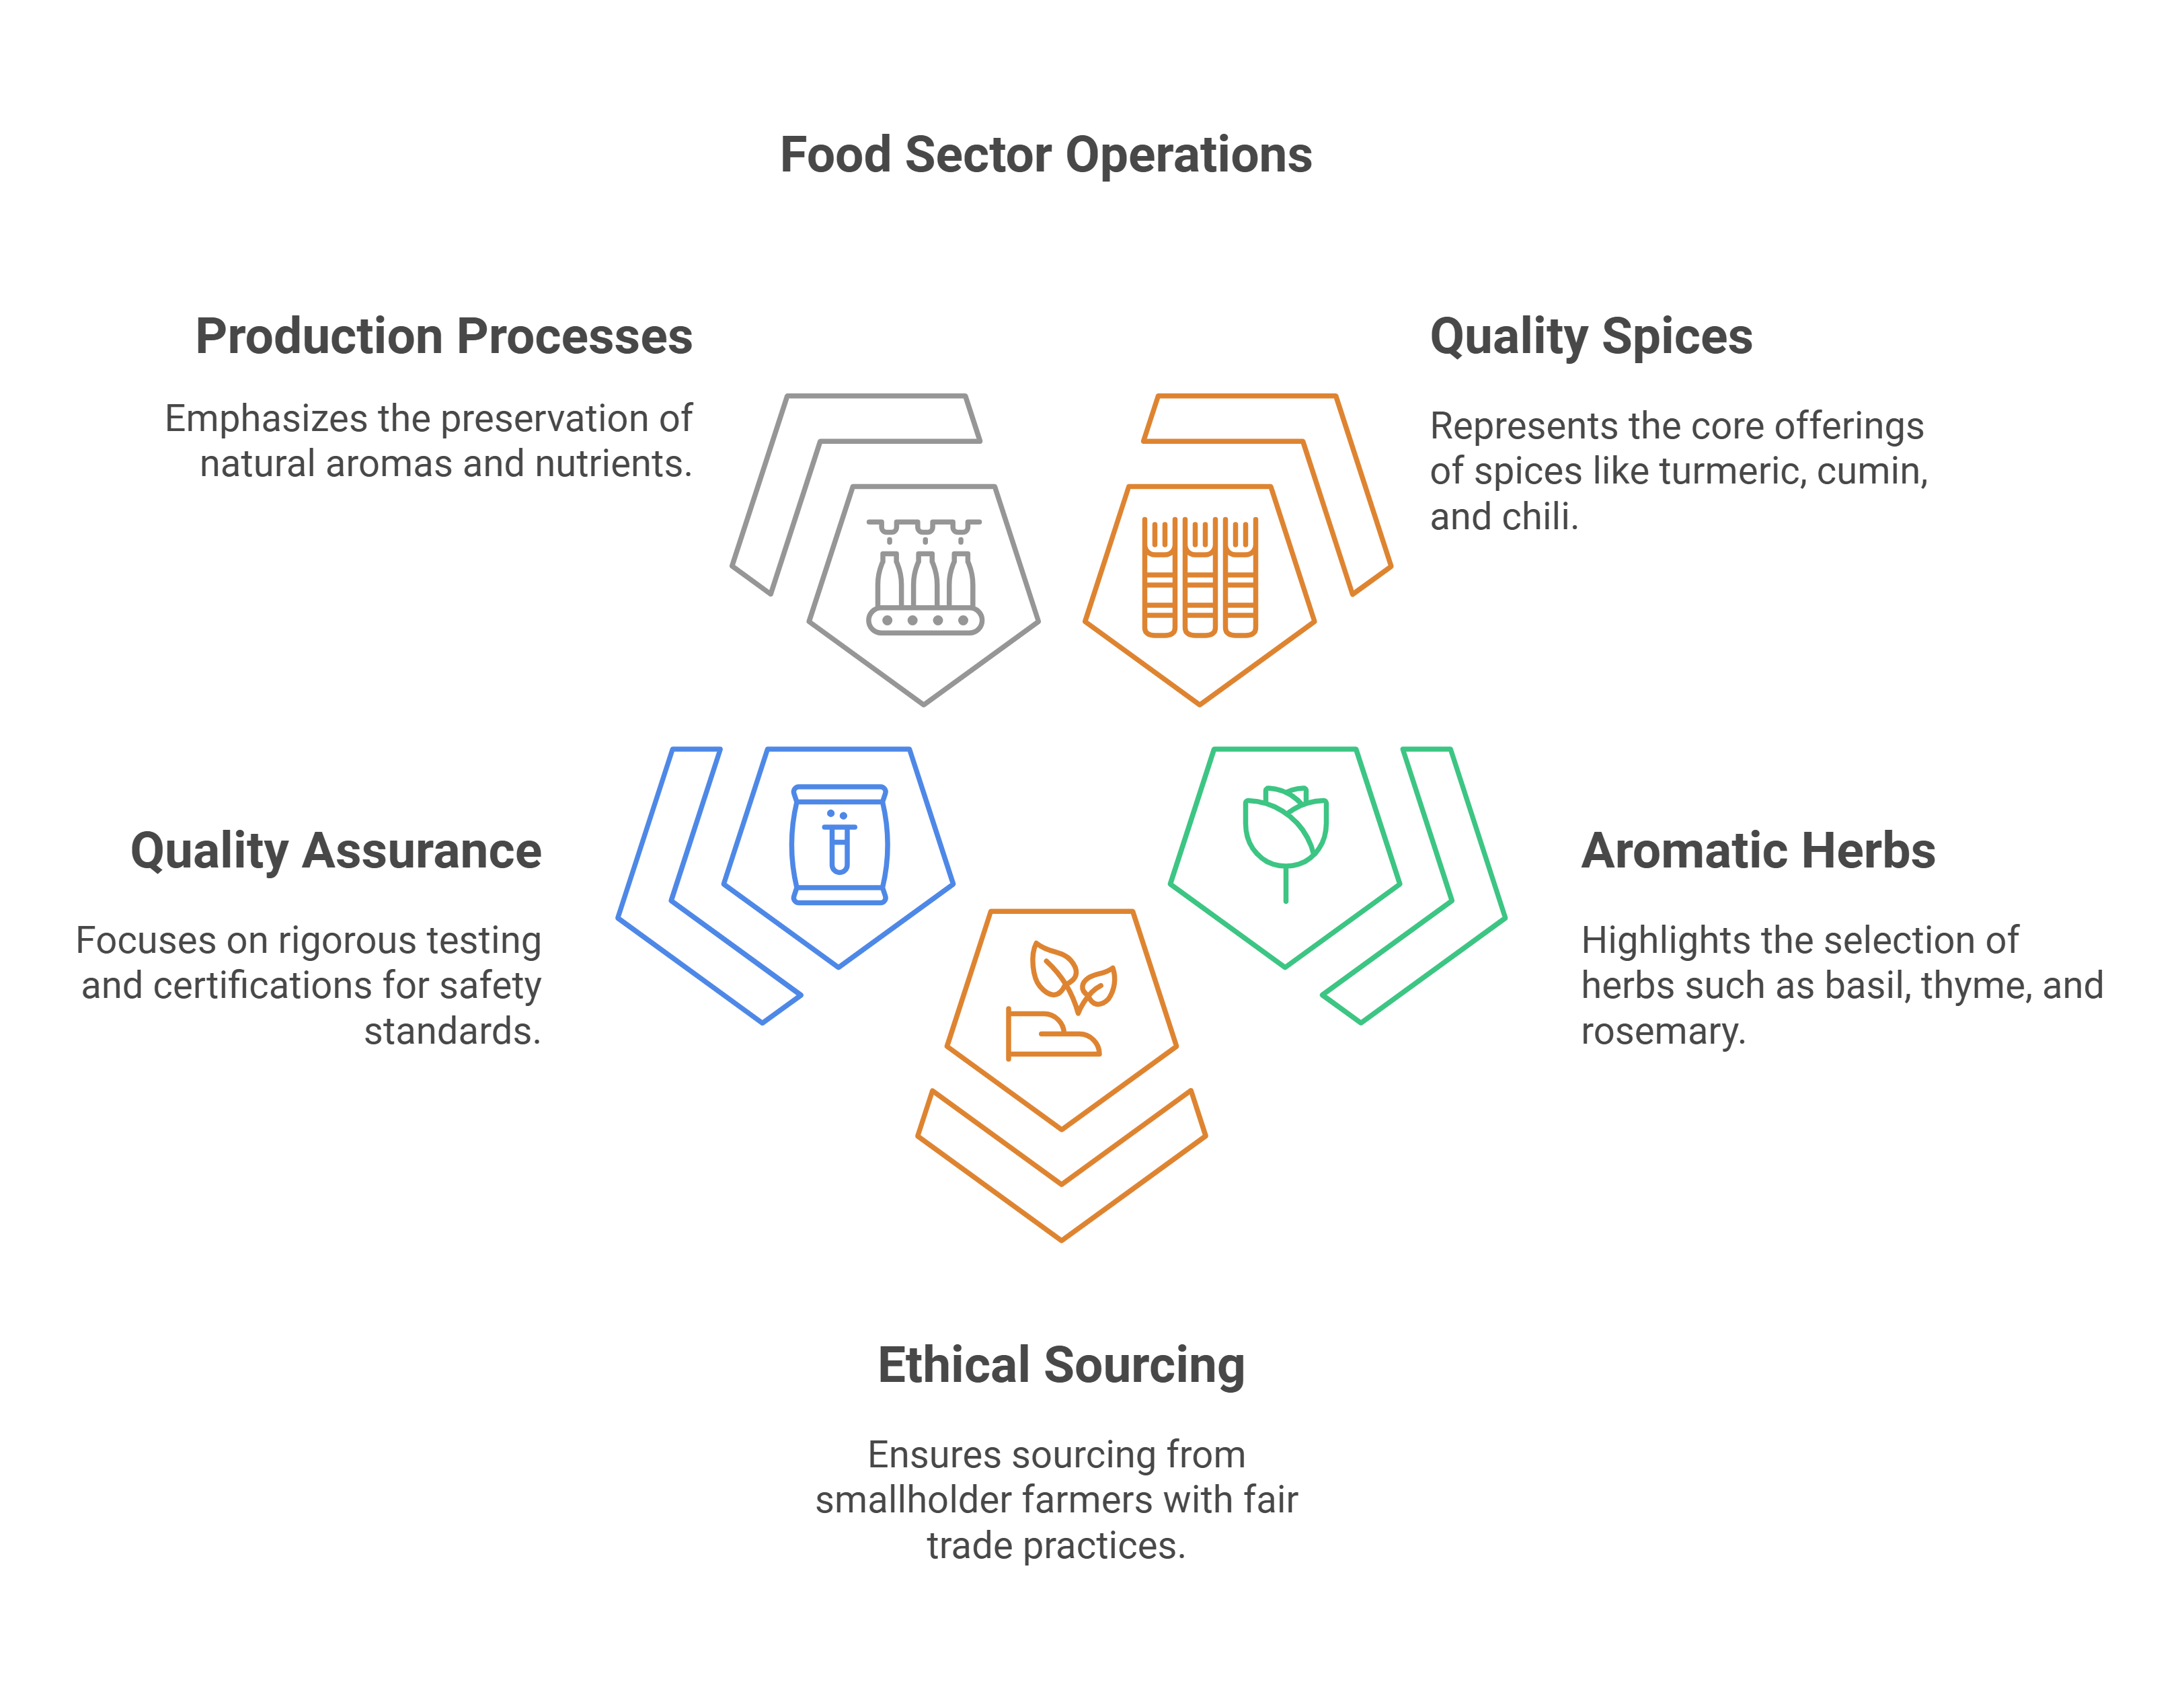 Food Sector Operations
Production Processes
Emphasizes the preservation of
natural aromas and nutrients.
Quality Spices
Represents the core offerings
of spices like turmeric, cumin,
and chili.
Quality Assurance
Focuses on rigorous testing
and certifications for safety
standards.
Aromatic Herbs
Highlights the selection of
herbs such as basil, thyme, and
rosemary.
Ethical Sourcing
Ensures sourcing from
smallholder farmers with fair
trade practices.